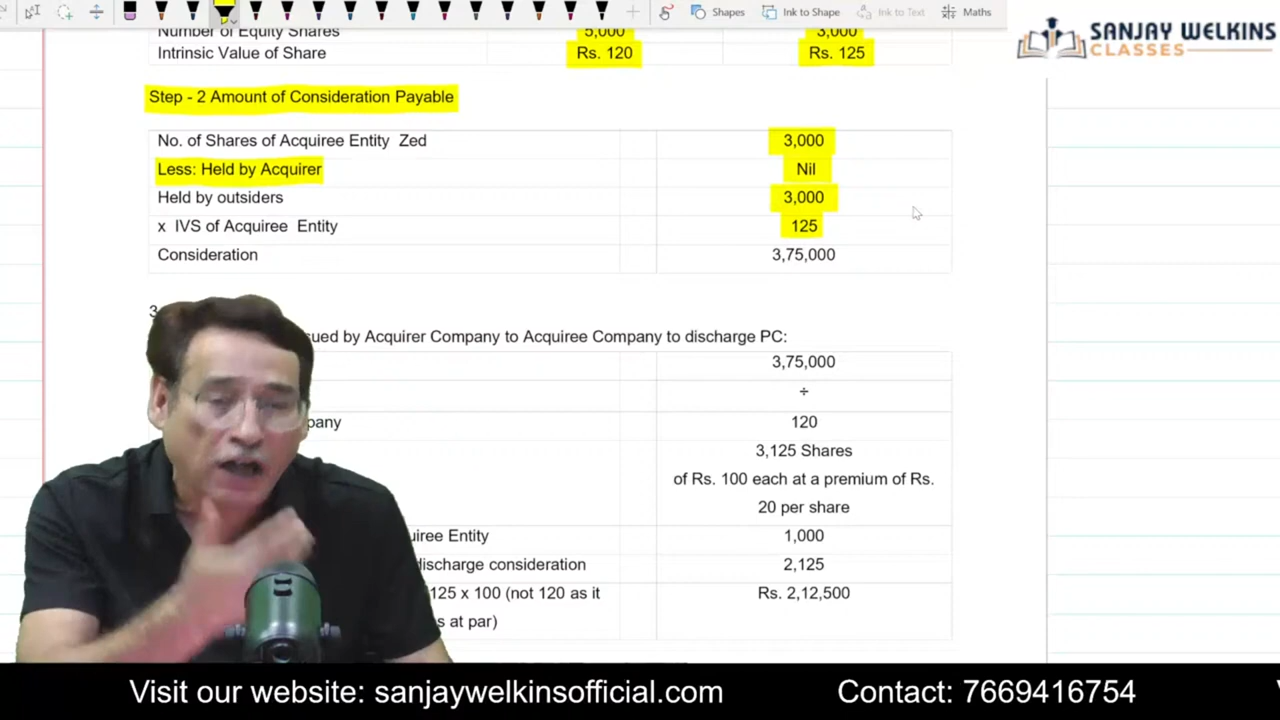 Shapes
Ink to Shape
Ink to Text
Maths
SANJAY WELKINS
CLASSES
Number of Equity Shares 5,000 3,000
Intrinsic Value of Share Rs. 120 Rs. 125
Step - 2 Amount of Consideration Payable
No. of Shares of Acquiree Entity Zed 3,000
Less: Held by Acquirer Nil
Held by outsiders 3,000
x IVS of Acquiree Entity 125
Consideration 3,75,000
3
sued by Acquirer Company to Acquiree Company to discharge PC:
3,75,000
÷
pany 120
3,125 Shares
of Rs. 100 each at a premium of Rs.
20 per share
uiree Entity 1,000
discharge consideration 2,125
125 x 100 (not 120 as it Rs. 2,12,500
s at par)
Visit our website: sanjaywelkinsofficial.com Contact: 7669416754